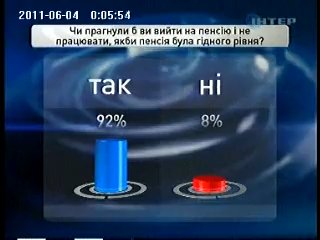 2011-06-04 0:05:54
ІНТЕР
Чи прагнули б ви вийти на пенсію і не
працювати, якби пенсія була гідного рівня?
так ні
92% 8%